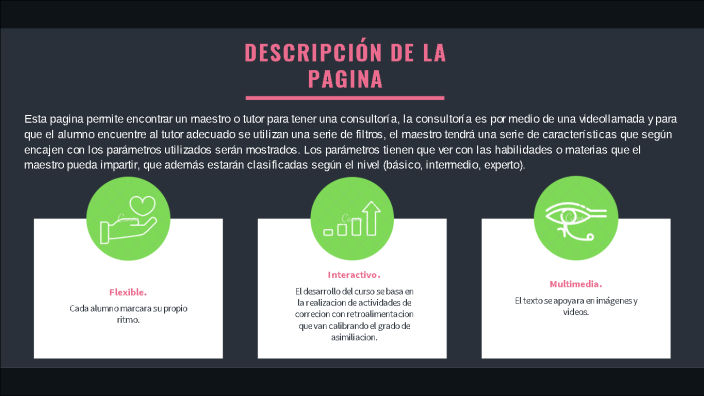 DESCRIPCIÓN DE LA
PAGINA
Esta pagina permite encontrar un maestro o tutor para tener una consultoría, la consultoría es por medio de una videollamada y para
que el alumno encuentre al tutor adecuado se utilizan una serie de filtros, el maestro tendrá una serie de características que según
encajen con los parámetros utilizados serán mostrados. Los parámetros tienen que ver con las habilidades o materias que el
maestro pueda impartir, que además estarán clasificadas según el nivel (básico, intermedio, experto).
Flexible.
Cada alumno marcara su propio
ritmo.
Interactivo.
El desarrollo del curso se basa en
la realizacion de actividades de
correcion con retroalimentacion
que van calibrando el grado de
asimiliacion.
Multimedia.
El texto se apoyara en imágenes y
videos.